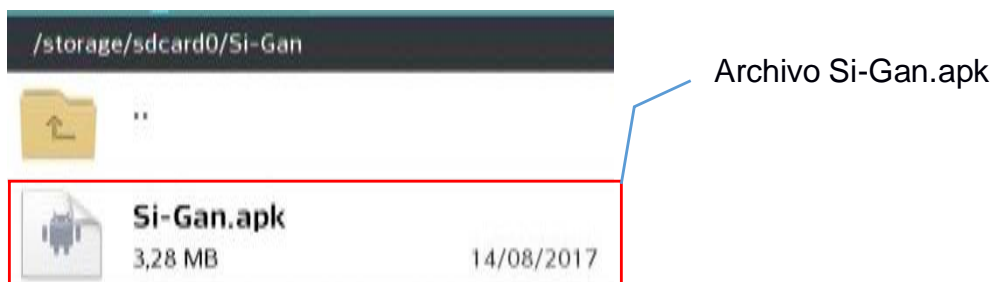 /storage/sdcard0/Si-Gan
Archivo Si-Gan.apk
..
Si-Gan.apk
3,28 MB 14/08/2017